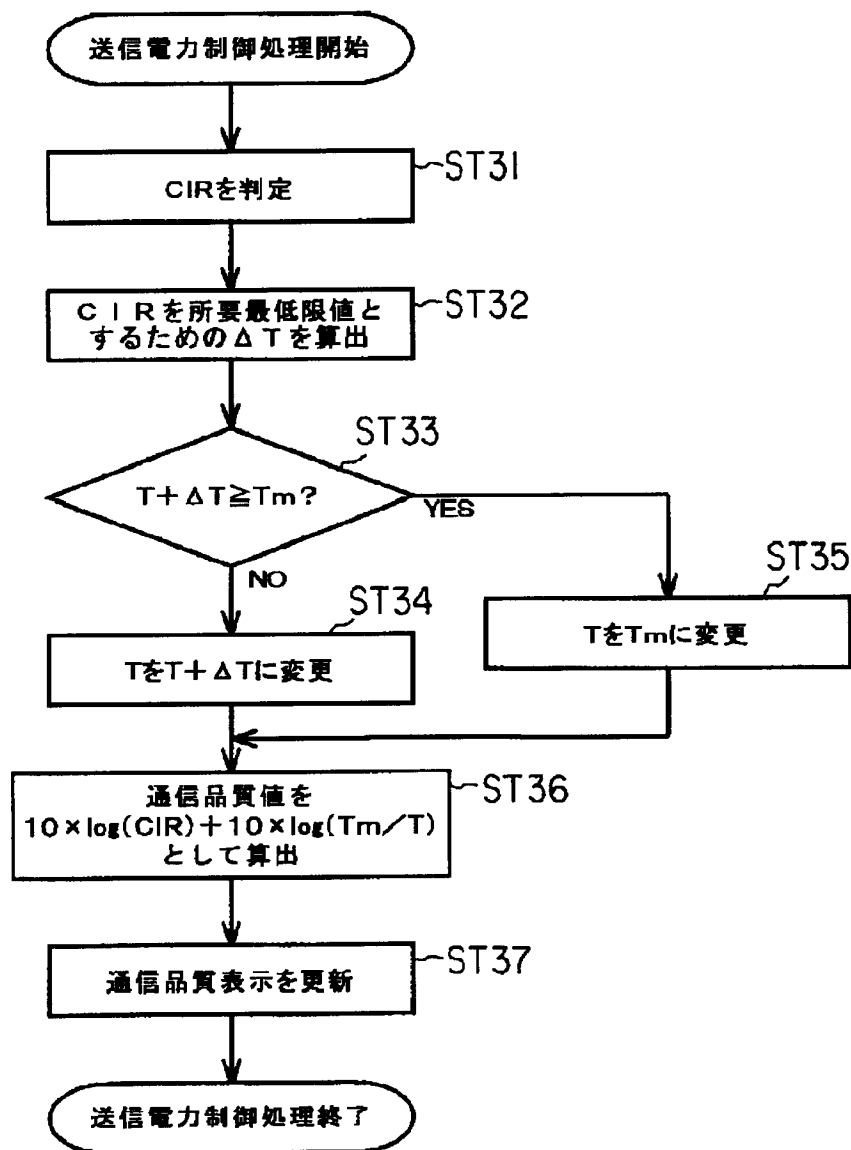 送信電力制御処理開始
CIRを判定
ST31
CIRを所要最低限値と
するためのΔTを算出
ST32
ST33
T+ΔT≧Tm?
YES
NO
ST34
TをT+ΔTに変更
ST35
TをTmに変更
通信品質値を
10×log(CIR)+10×log(Tm/T)
として算出
ST36
通信品質表示を更新
ST37
送信電力制御処理終了